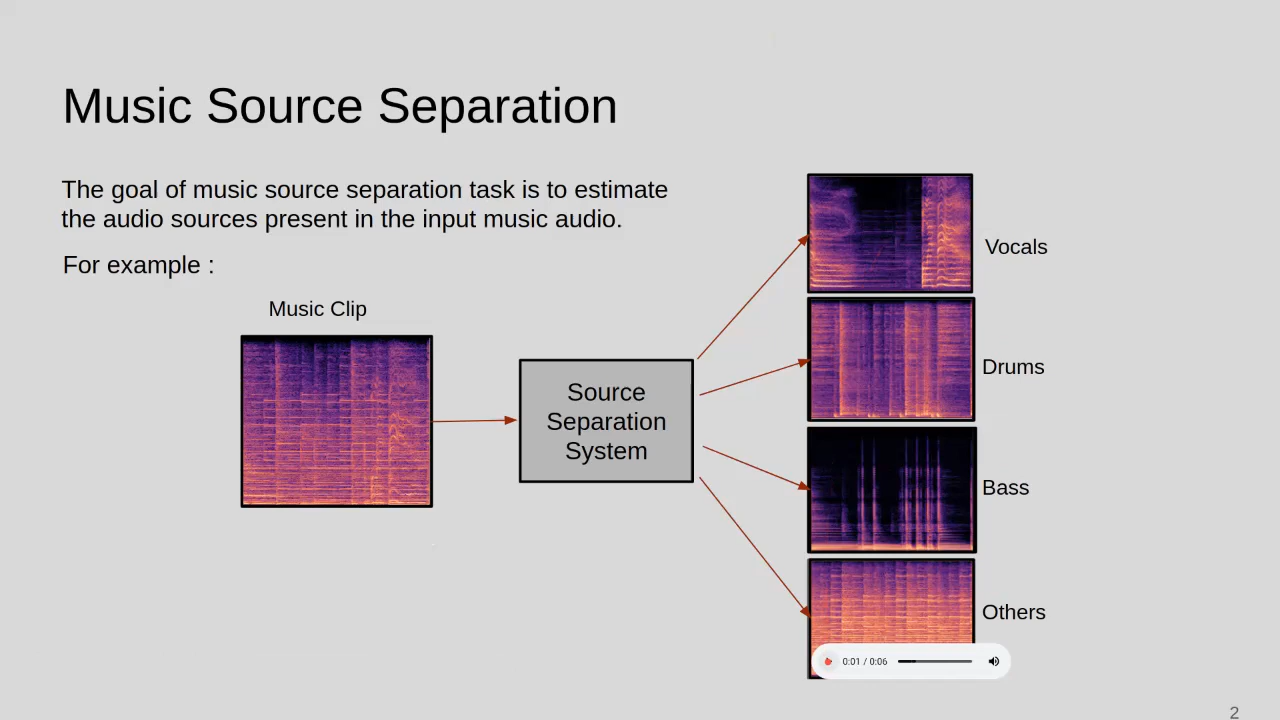 Music Source Separation
The goal of music source separation task is to estimate
the audio sources present in the input music audio.
For example :
Music Clip
Source
Separation
System
Vocals
Drums
Bass
Others
0:01 / 0:06
2